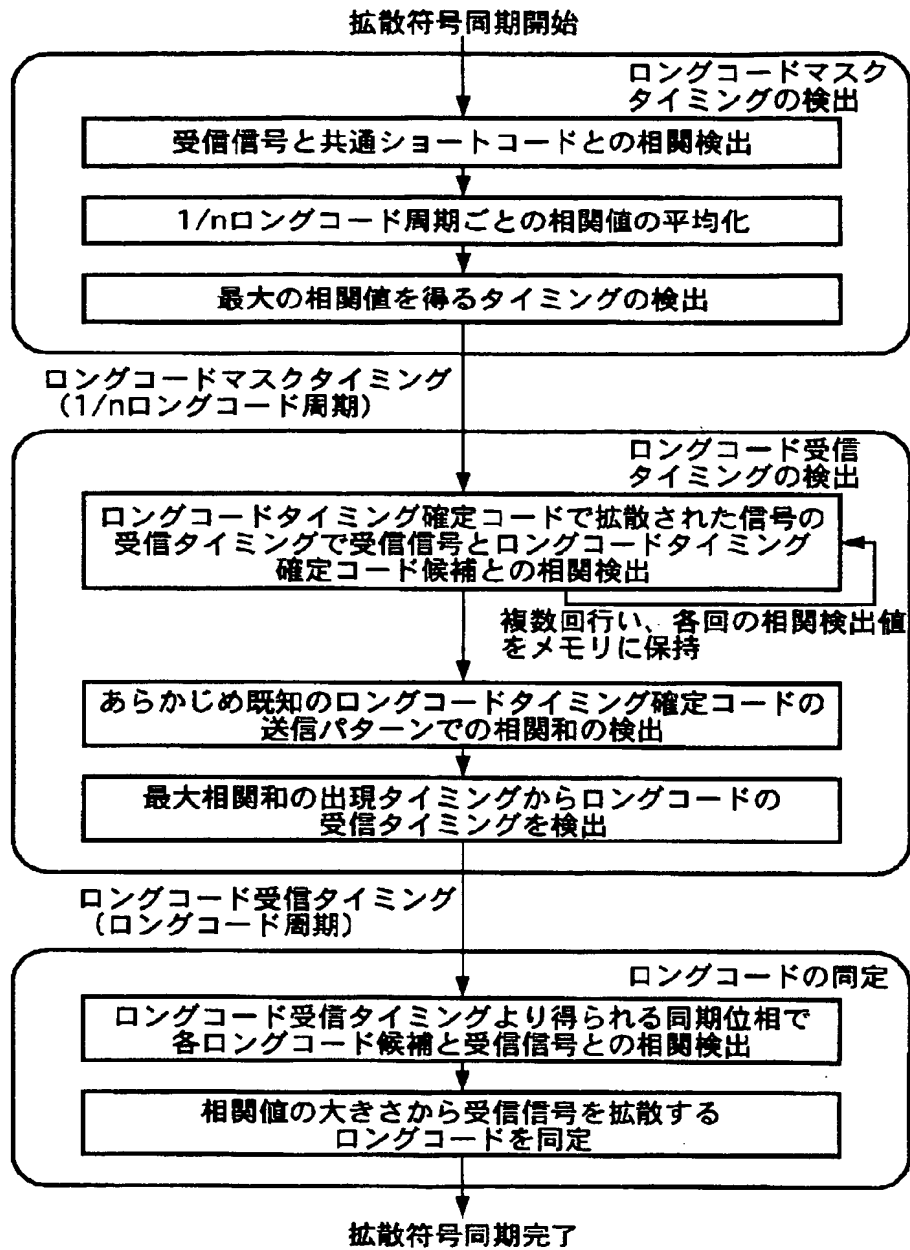 拡散符号同期開始
ロングコードマスク
タイミングの検出
受信信号と共通ショートコードとの相関検出
1/nロングコード周期ごとの相関値の平均化
最大の相関値を得るタイミングの検出
ロングコードマスクタイミング
（1/nロングコード周期）
ロングコード受信
タイミングの検出
ロングコードタイミング確定コードで拡散された信号の
受信タイミングで受信信号とロングコードタイミング
確定コード候補との相関検出
複数回行い、各回の相関検出値
をメモリに保持
あらかじめ既知のロングコードタイミング確定コードの
送信パターンでの相関和の検出
最大相関和の出現タイミングからロングコードの
受信タイミングを検出
ロングコード受信タイミング
（ロングコード周期）
ロングコードの同定
ロングコード受信タイミングより得られる同期位相で
各ロングコード候補と受信信号との相関検出
相関値の大きさから受信信号を拡散する
ロングコードを同定
拡散符号同期完了